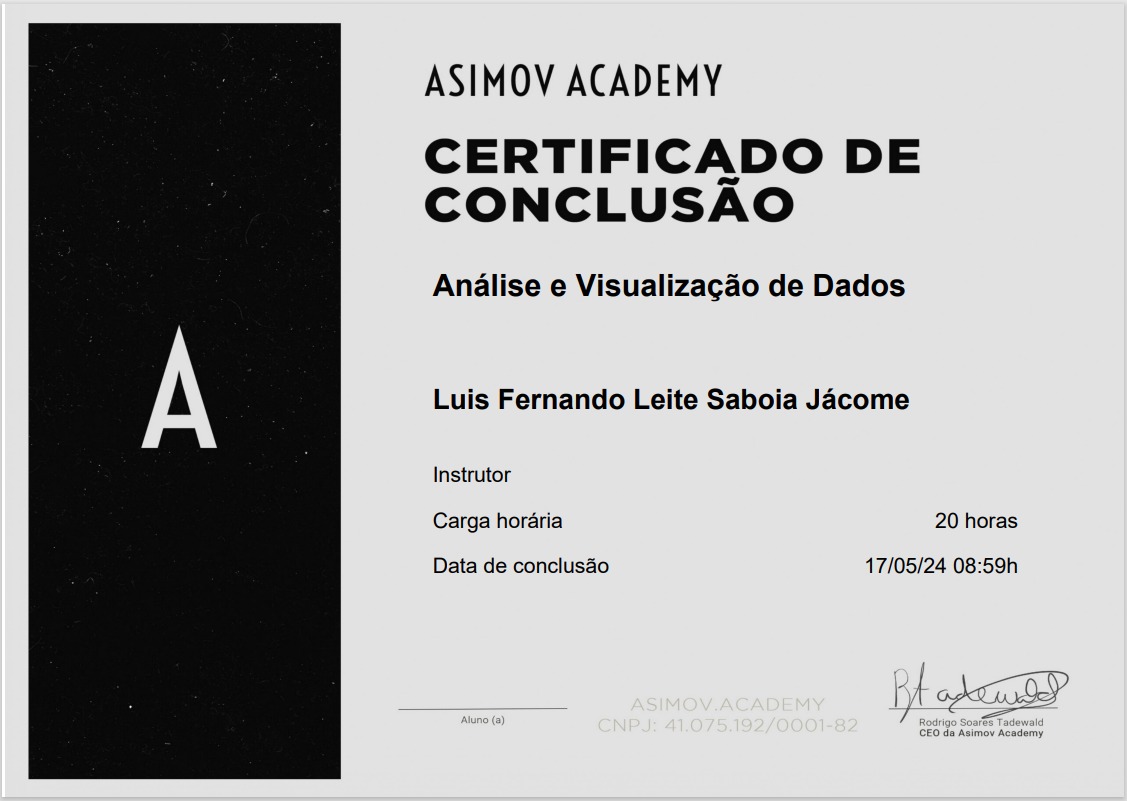 A
ASIMOV ACADEMY
CERTIFICADO DE
CONCLUSÃO
Análise e Visualização de Dados
Luis Fernando Leite Saboia Jácome
Instrutor
Carga horária 20 horas
Data de conclusão 17/05/24 08:59h
Aluno (a)
ASIMOV.ACADEMY
CNPJ: 41.075.192/0001-82
Rodrigo Soares Tadewald
CEO da Asimov Academy